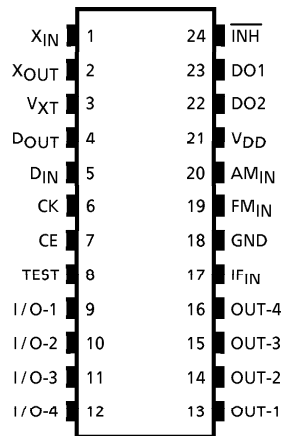 XIN 1 24 I̅N̅H̅
XOUT 2 23 DO1
VXT 3 22 DO2
DOUT 4 21 VDD
DIN 5 20 AMIN
CK 6 19 FMIN
CE 7 18 GND
TEST 8 17 IFIN
I/O-1 9 16 OUT-4
I/O-2 10 15 OUT-3
I/O-3 11 14 OUT-2
I/O-4 12 13 OUT-1